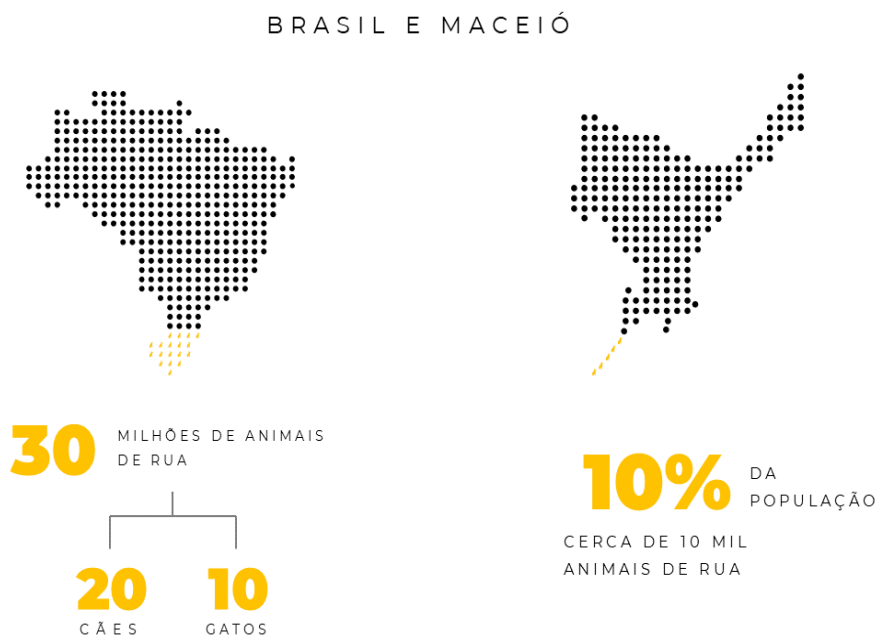 BRASIL E MACEIÓ
30
MILHÕES DE ANIMAIS
DE RUA
20
CÃES
10
GATOS
10%
DA
POPULAÇÃO
CERCA DE 10 MIL
ANIMAIS DE RUA